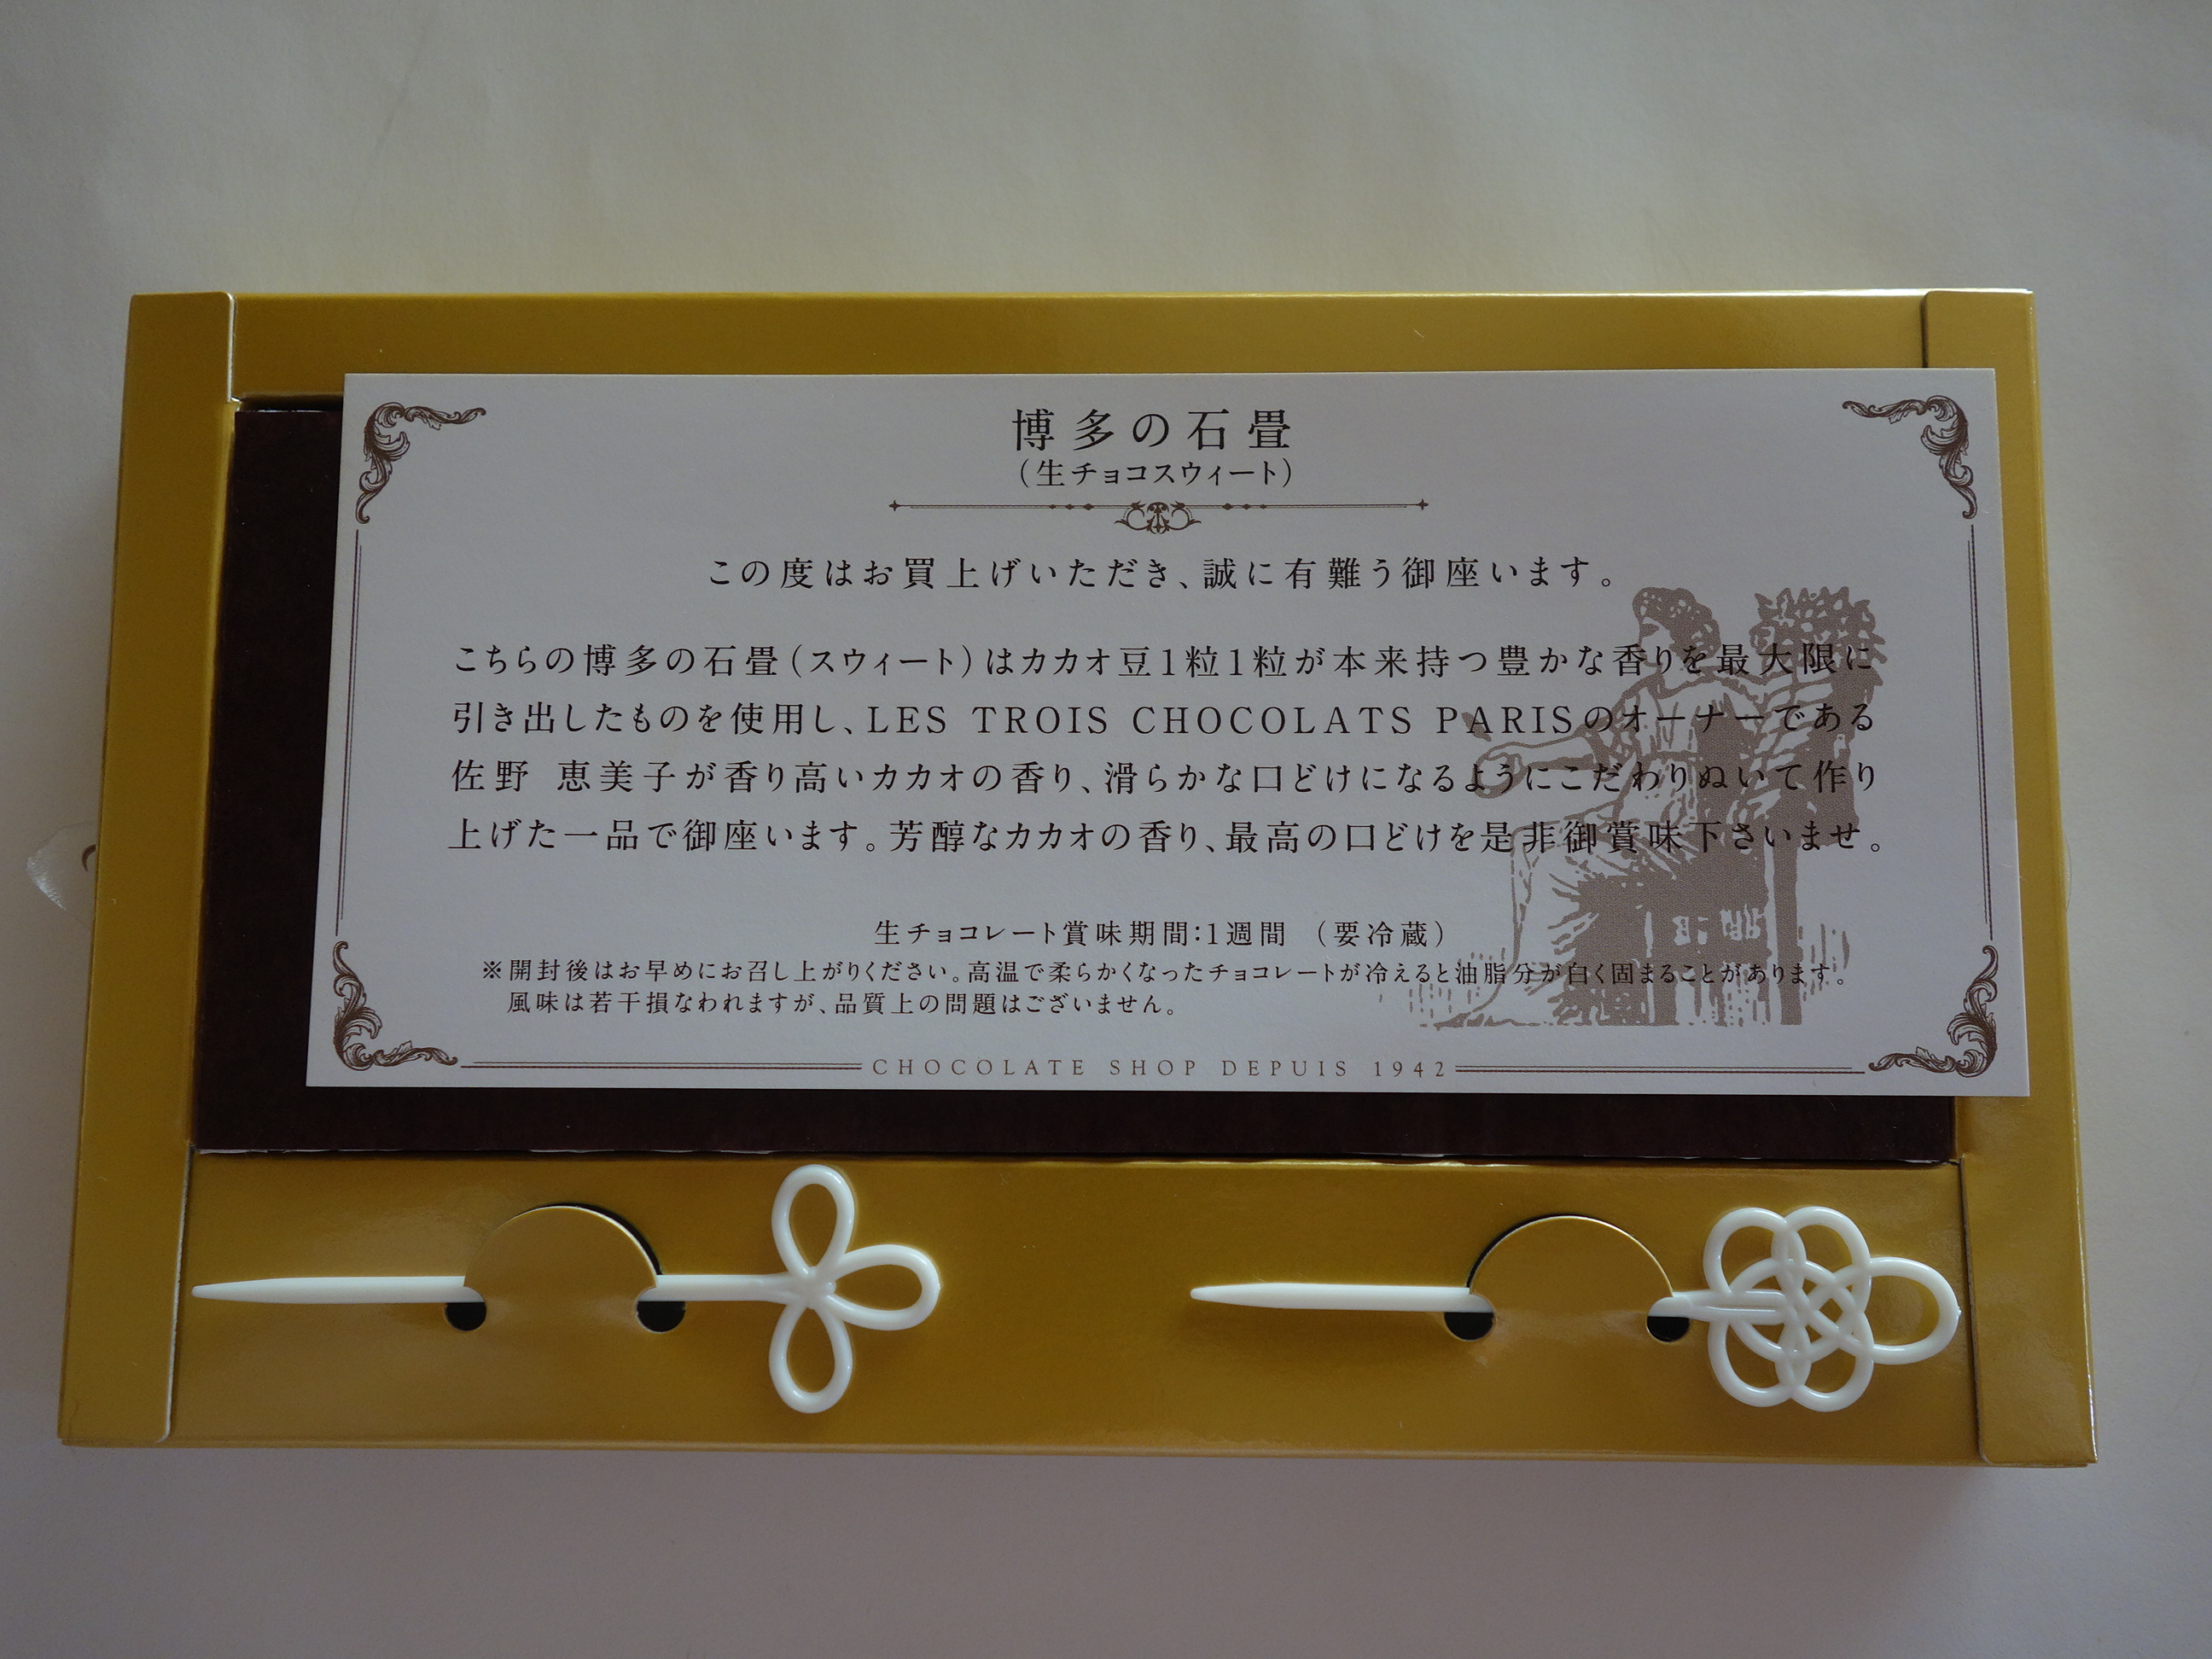 博多の石畳
(生チョコスウィート)
この度はお買上げいただき、誠に有難う御座います。
こちらの博多の石畳(スウィート)はカカオ豆1粒1粒が本来持つ豊かな香りを最大限に
引き出したものを使用し、LES TROIS CHOCOLATS PARISのオーナーである
佐野 恵美子が香り高いカカオの香り、滑らかな口どけになるようにこだわりぬいて作り
上げた一品で御座います。芳醇なカカオの香り、最高の口どけを是非御賞味下さいませ。
生チョコレート賞味期間:1週間 (要冷蔵)
※開封後はお早めにお召し上がりください。高温で柔らかくなったチョコレートが冷えると油脂分が白く固まることがあります。
風味は若干損なわれますが、品質上の問題はございません。
CHOCOLATE SHOP DEPUIS 1942